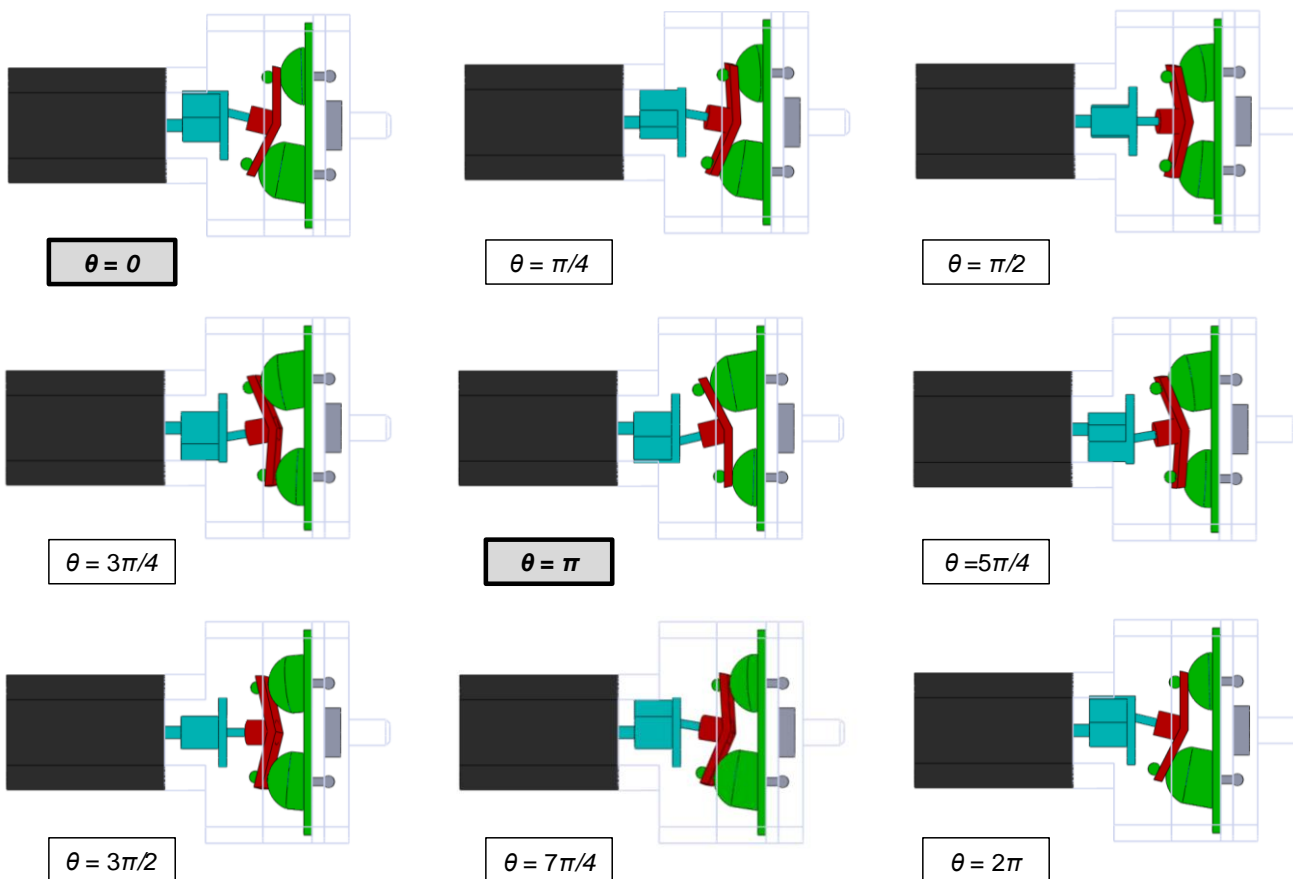 θ = 0
θ = π/4
θ = π/2
θ = 3π/4
θ = π
θ =5π/4
θ = 3π/2
θ = 7π/4
θ = 2π